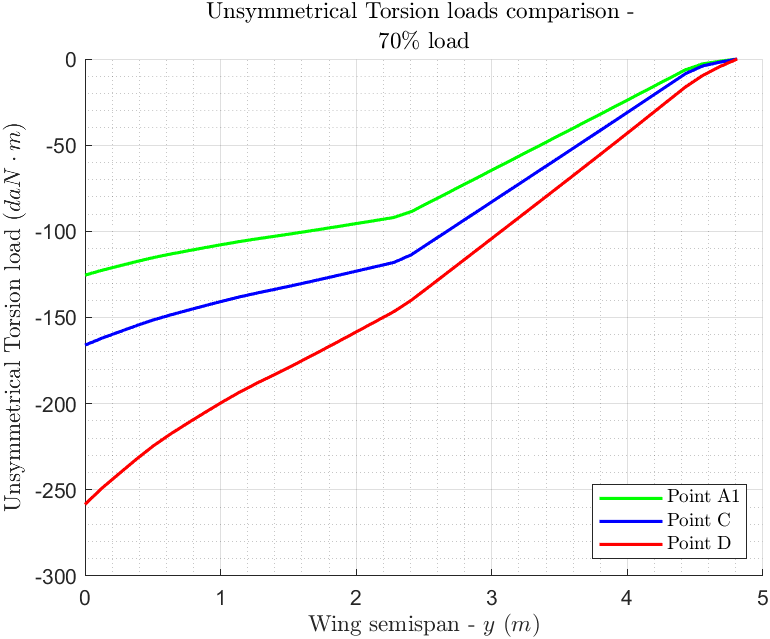 Unsymmetrical Torsion loads comparison -
70% load
Unsymmetrical Torsion load (daN · m)
0
-50
-100
-150
-200
-250
-300
0 1 2 3 4 5
Wing semispan - y (m)
Point A1
Point C
Point D